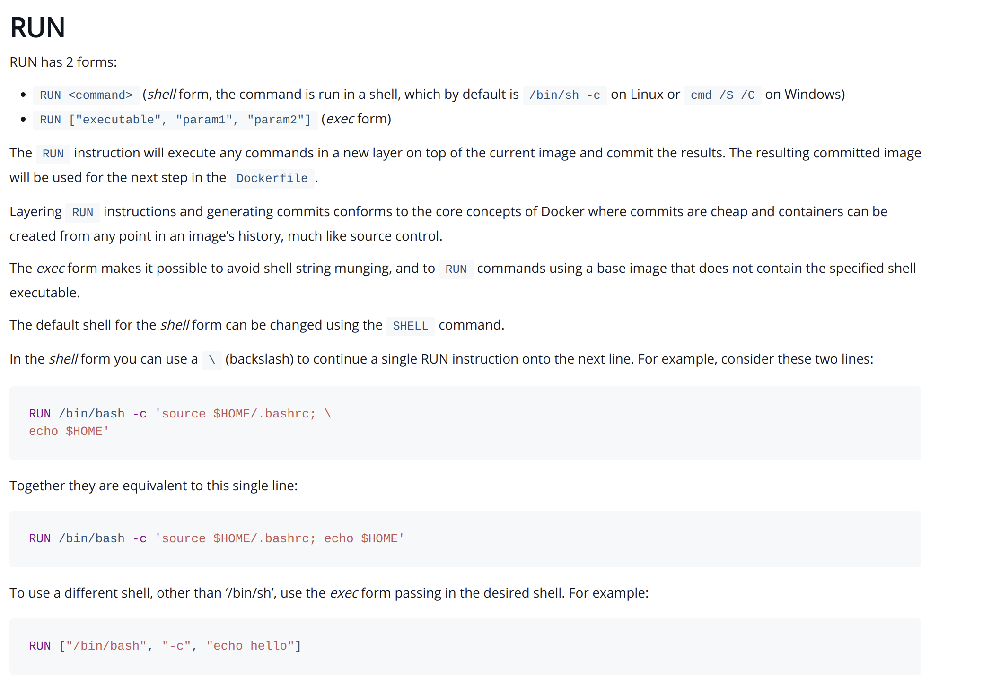 RUN
RUN has 2 forms:
• RUN <command> (shell form, the command is run in a shell, which by default is /bin/sh -c on Linux or cmd /S /C on Windows)
• RUN ["executable", "param1", "param2"] (exec form)
The RUN instruction will execute any commands in a new layer on top of the current image and commit the results. The resulting committed image
will be used for the next step in the Dockerfile .
Layering RUN instructions and generating commits conforms to the core concepts of Docker where commits are cheap and containers can be
created from any point in an image’s history, much like source control.
The exec form makes it possible to avoid shell string munging, and to RUN commands using a base image that does not contain the specified shell
executable.
The default shell for the shell form can be changed using the SHELL command.
In the shell form you can use a \ (backslash) to continue a single RUN instruction onto the next line. For example, consider these two lines:
RUN /bin/bash -c 'source $HOME/.bashrc; \
echo $HOME'
Together they are equivalent to this single line:
RUN /bin/bash -c 'source $HOME/.bashrc; echo $HOME'
To use a different shell, other than ‘/bin/sh’, use the exec form passing in the desired shell. For example:
RUN ["/bin/bash", "-c", "echo hello"]